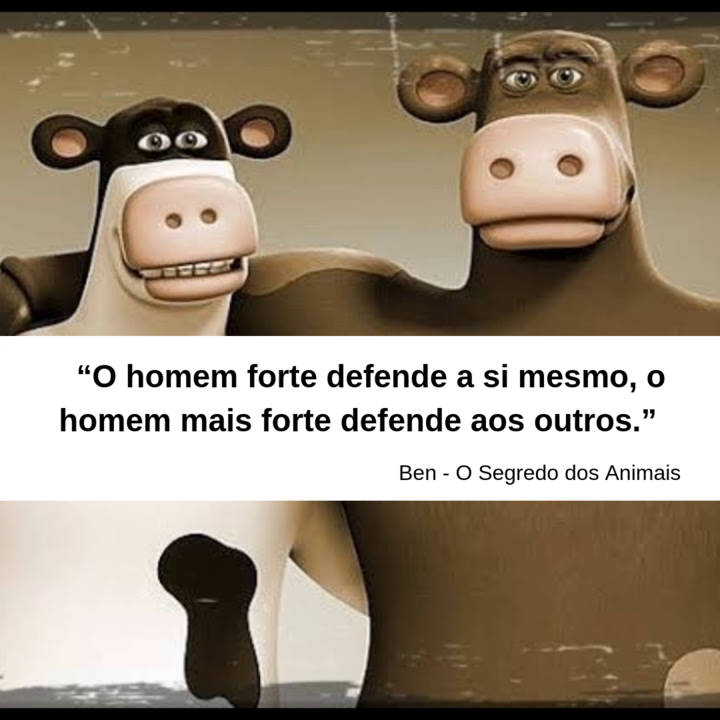 “O homem forte defende a si mesmo, o
homem mais forte defende aos outros.”
Ben - O Segredo dos Animais